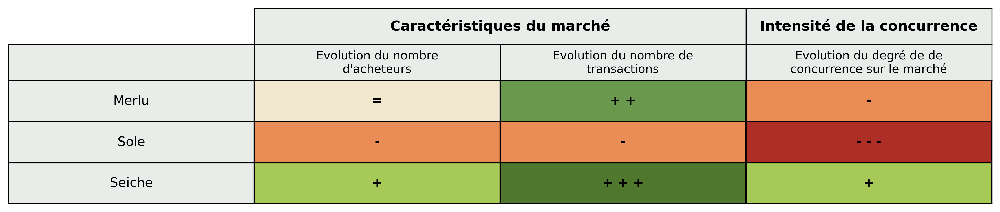 Caractéristiques du marché
Intensité de la concurrence
Evolution du nombre
d'acheteurs
Evolution du nombre de
transactions
Evolution du degré de de
concurrence sur le marché
Merlu
=
+ +
-
Sole
-
-
- - -
Seiche
+
+ + +
+